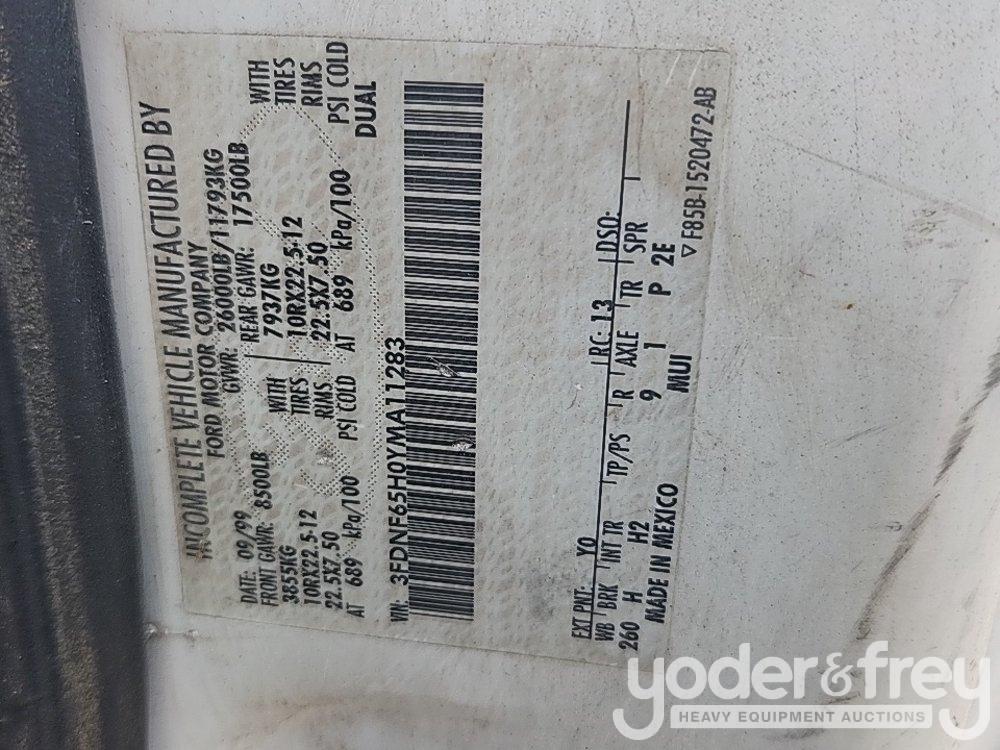 INCOMPLETE VEHICLE MANUFACTURED BY
FORD MOTOR COMPANY
DATE: 09/99 GVWR: 26000LB/11793KG
FRONT GAWR: 8500LB REAR GAWR: 17500LB
3855KG WITH 7937KG WITH
10RX22.5-12 TIRES 10RX22.5-12 TIRES
22.5X7.50 RIMS 22.5X7.50 RIMS
AT 689 kPa/100 PSI COLD AT 689 kPa/100 PSI COLD
DUAL
VIN: 3FDNF65H0YMA11283
EXT PNT: YO RC: 13 DSO:
WB BRK INT TR TP/PS R AXLE TR SPR
260 H H2 9 1 P 2E
MADE IN MEXICO MUI
▽ F85B-1520472-AB
yoder&frey
HEAVY EQUIPMENT AUCTIONS